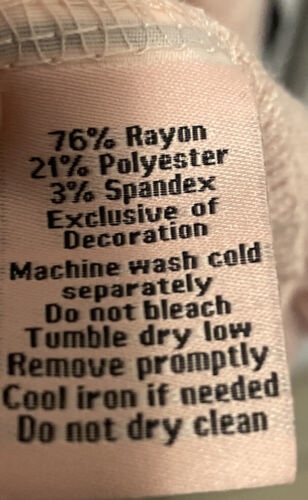 76% Rayon
21% Polyester
3% Spandex
Exclusive of
Decoration
Machine wash cold
separately
Do not bleach
Tumble dry low
Remove promptly
Cool iron if needed
Do not dry clean